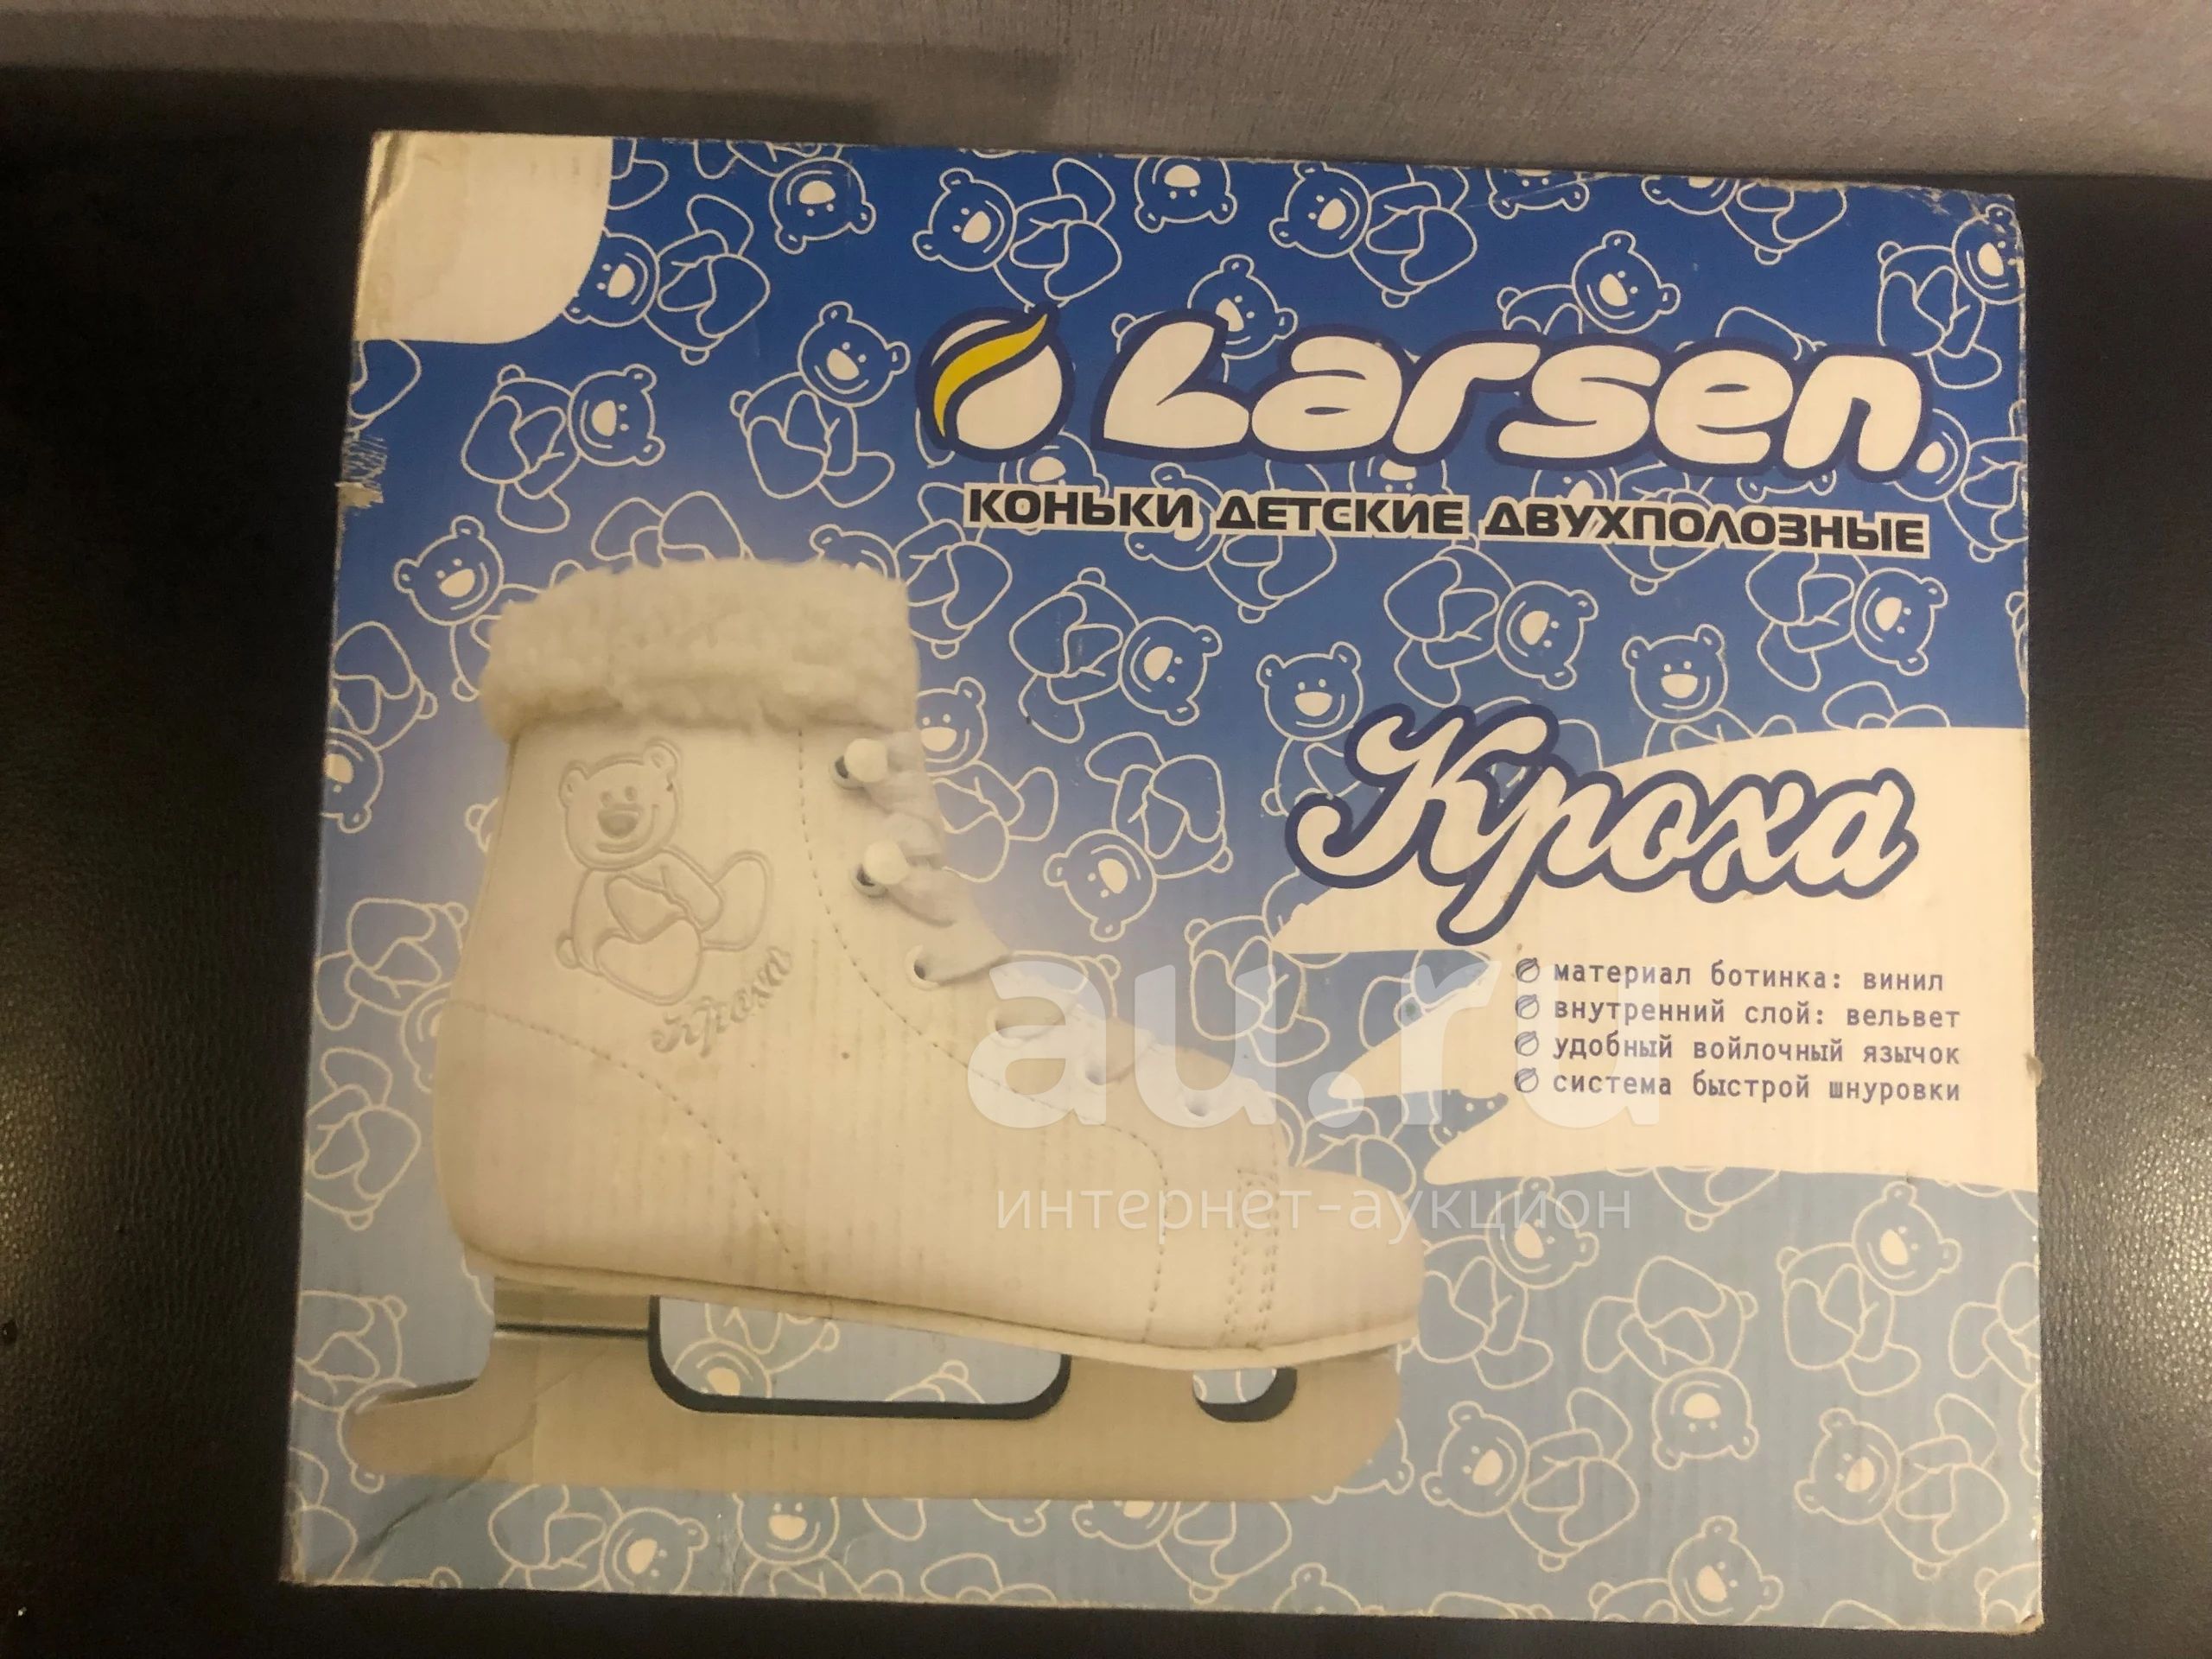 Larsen
КОНЬКИ ДЕТСКИЕ ДВУХПОЛОЗНЫЕ
Кроха
материал ботинка: винил
внутренний слой: вельвет
удобный войлочный язычок
система быстрой шнуровки
Кроха
au.ru
интернет-аукцион